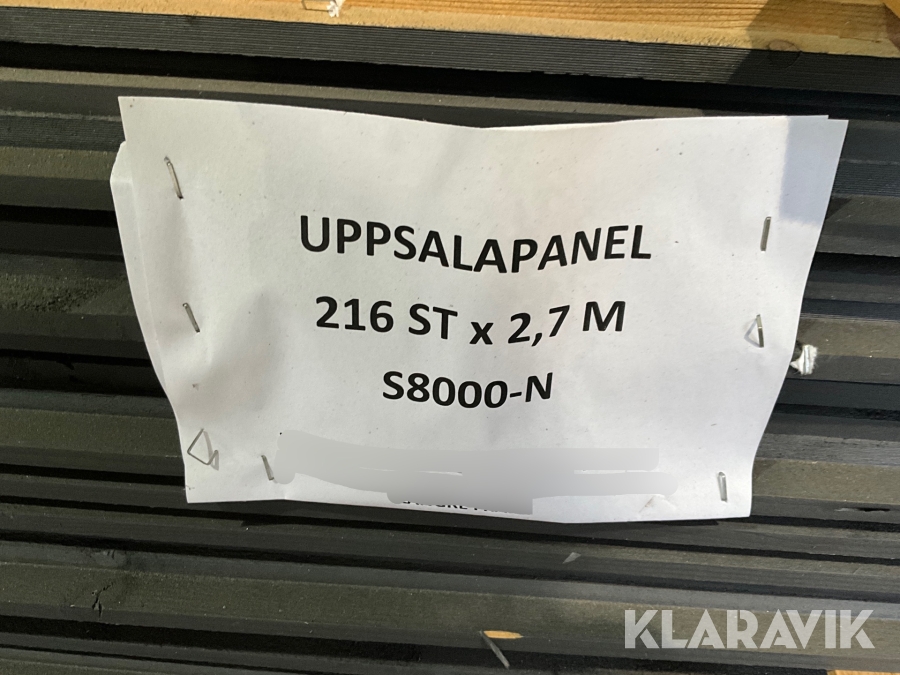 UPPSALAPANEL
216 ST x 2,7 M
S8000-N
KLARAVIK